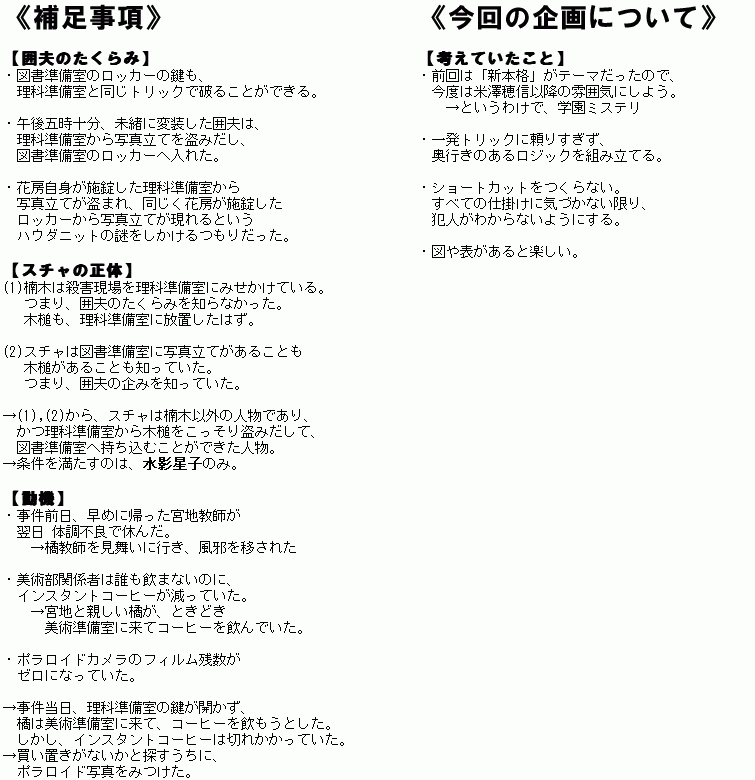 《補足事項》
【囲夫のたくらみ】
・図書準備室のロッカーの鍵も、
理科準備室と同じトリックで破ることができる。
・午後五時十分、未緒に変装した囲夫は、
理科準備室から写真立てを盗みだし、
図書準備室のロッカーへ入れた。
・花房自身が施錠した理科準備室から
写真立てが盗まれ、同じく花房が施錠した
ロッカーから写真立てが現れるという
ハウダニットの謎をしかけるつもりだった。
【スチャの正体】
(1)楠木は殺害現場を理科準備室にみせかけている。
つまり、囲夫のたくらみを知らなかった。
木槌も、理科準備室に放置したはず。
(2)スチャは図書準備室に写真立てがあることも
木槌があることも知っていた。
つまり、囲夫の企みを知っていた。
→(1),(2)から、スチャは楠木以外の人物であり、
かつ理科準備室から木槌をこっそり盗みだして、
図書準備室へ持ち込むことができた人物。
→条件を満たすのは、水影星子のみ。
【動機】
・事件前日、早めに帰った宮地教師が
翌日 体調不良で休んだ。
→橘教師を見舞いに行き、風邪を移された
・美術部関係者は誰も飲まないのに、
インスタントコーヒーが減っていた。
→宮地と親しい橘が、ときどき
美術準備室に来てコーヒーを飲んでいた。
・ポラロイドカメラのフィルム残数が
ゼロになっていた。
→事件当日、理科準備室の鍵が開かず、
橘は美術準備室に来て、コーヒーを飲もうとした。
しかし、インスタントコーヒーは切れかかっていた。
→買い置きがないかと探すうちに、
ポラロイド写真をみつけた。
《今回の企画について》
【考えていたこと】
・前回は「新本格」がテーマだったので、
今度は米澤穂信以降の雰囲気にしよう。
→というわけで、学園ミステリ
・一発トリックに頼りすぎず、
奥行きのあるロジックを組み立てる。
・ショートカットをつくらない。
すべての仕掛けに気づかない限り、
犯人がわからないようにする。
・図や表があると楽しい。